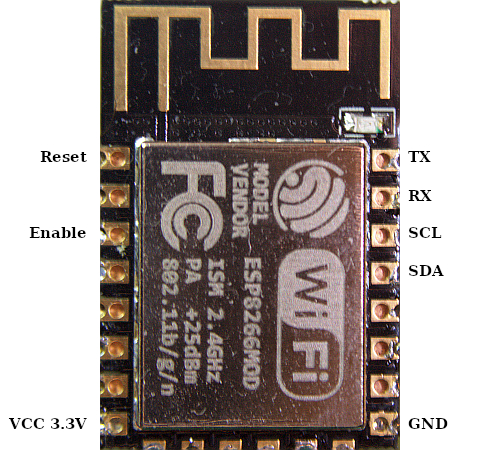 Reset
Enable
VCC 3.3V
TX
RX
SCL
SDA
GND
MODEL
VENDOR
ESP8266MOD
ISM 2.4GHz
PA +25dBm
802.11b/g/n
FC
Wi Fi